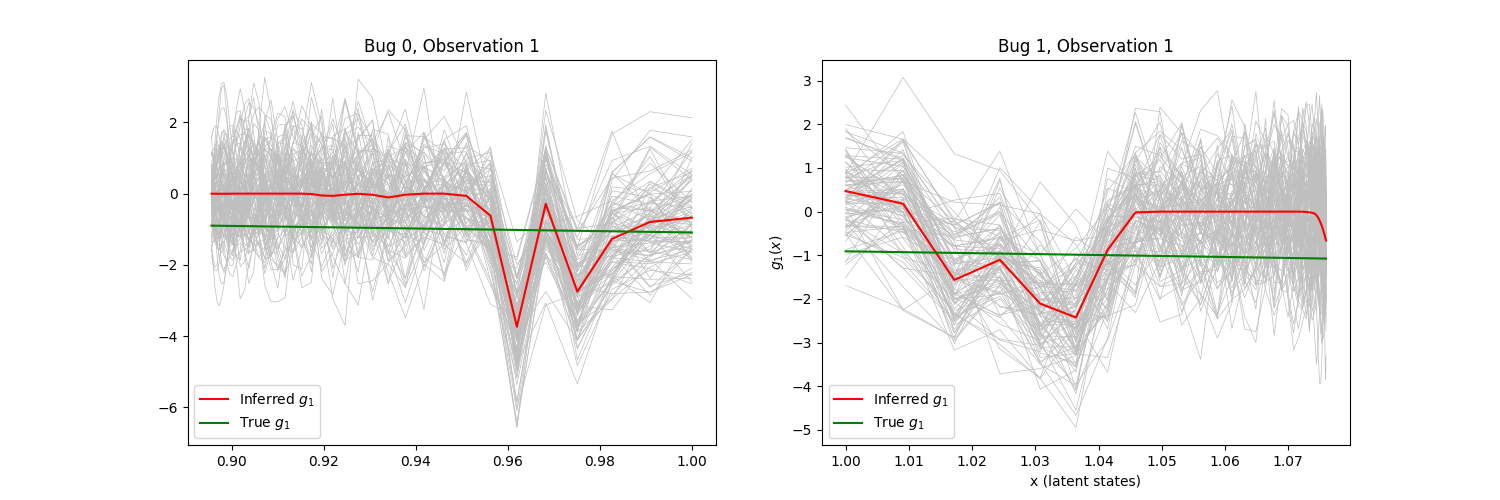 Bug 0, Observation 1
2
0
−2
−4
−6
0.90 0.92 0.94 0.96 0.98 1.00
Inferred g₁
True g₁
Bug 1, Observation 1
g₁(x)
3
2
1
0
−1
−2
−3
−4
−5
1.00 1.01 1.02 1.03 1.04 1.05 1.06 1.07
x (latent states)
Inferred g₁
True g₁